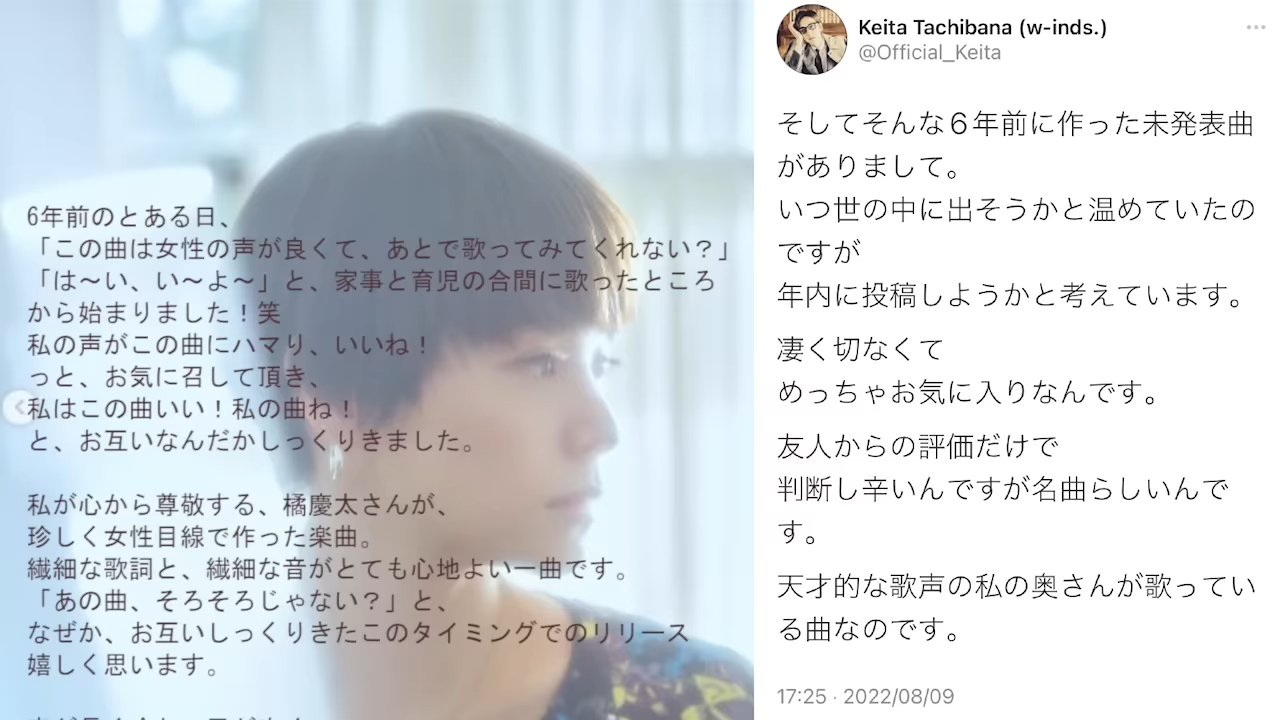 6年前のとある日、
「この曲は女性の声が良くて、あとで歌ってみてくれない？」
「は〜い、い〜よ〜」と、家事と育児の合間に歌ったところ
から始まりました！笑
私の声がこの曲にハマり、いいね！
っと、お気に召して頂き、
私はこの曲いい！私の曲ね！
と、お互いなんだかしっくりきました。
私が心から尊敬する、橘慶太さんが、
珍しく女性目線で作った楽曲。
繊細な歌詞と、繊細な音がとても心地よい一曲です。
「あの曲、そろそろじゃない？」と、
なぜか、お互いしっくりきたこのタイミングでのリリース
嬉しく思います。
Keita Tachibana (w-inds.)
@Official_Keita
そしてそんな６年前に作った未発表曲
がありまして。
いつ世の中に出そうかと温めていたの
ですが
年内に投稿しようかと考えています。
凄く切なくて
めっちゃお気に入りなんです。
友人からの評価だけで
判断し辛いんですが名曲らしいんで
す。
天才的な歌声の私の奥さんが歌ってい
る曲なのです。
17:25 · 2022/08/09